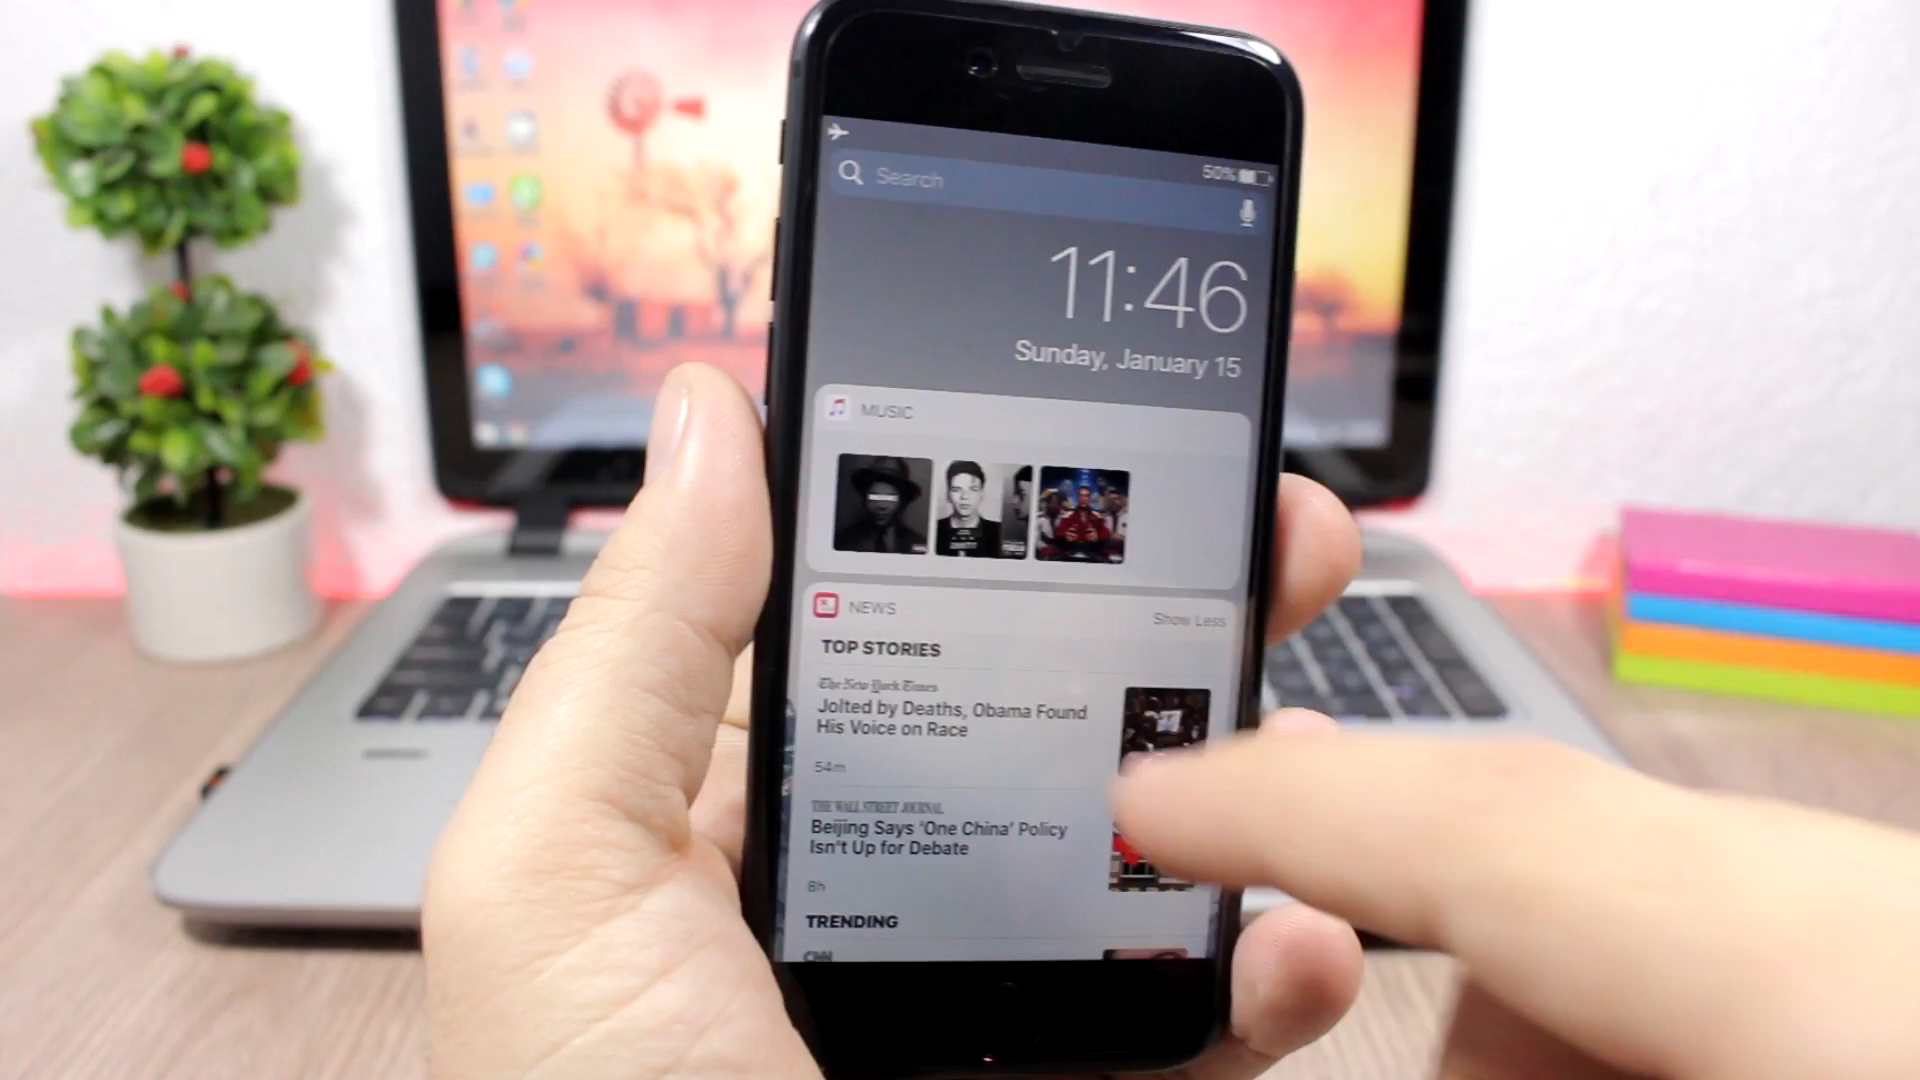 50%
Search
11:46
Sunday, January 15
MUSIC
NEWS
Show Less
TOP STORIES
The New York Times
Jolted by Deaths, Obama Found
His Voice on Race
54m
THE WALL STREET JOURNAL
Beijing Says ‘One China’ Policy
Isn't Up for Debate
8h
TRENDING
CNN